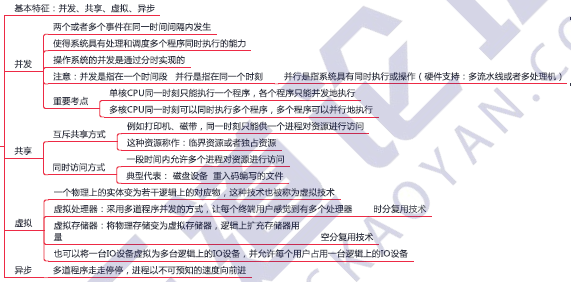 基本特征：并发、共享、虚拟、异步
并发
两个或者多个事件在同一时间间隔内发生
使得系统具有处理和调度多个程序同时执行的能力
操作系统的并发是通过分时实现的
注意：并发是指在一个时间段 并行是指在同一个时刻 并行是指系统具有同时执行或操作（硬件支持：多流水线或者多处理机）
重要考点
单核CPU同一时刻只能执行一个程序，各个程序只能并发地执行
多核CPU同一时刻可以同时执行多个程序，多个程序可以并行地执行
共享
互斥共享方式
例如打印机、磁带，同一时刻只能供一个进程对资源进行访问
这种资源称作：临界资源或者独占资源
同时访问方式
一段时间内允许多个进程对资源进行访问
典型代表： 磁盘设备 重入码编写的文件
虚拟
一个物理上的实体变为若干逻辑上的对应物，这种技术也被称为虚拟技术
虚拟处理器：采用多道程序并发的方式，让每个终端用户感觉到有多个处理器 时分复用技术
虚拟存储器：将物理存储变为虚拟存储器，逻辑上扩充存储器用
量 空分复用技术
也可以将一台IO设备虚拟为多台逻辑上的IO设备，并允许每个用户占用一台逻辑上的IO设备
异步
多道程序走走停停，进程以不可预知的速度向前进
SKAOYAN.CO